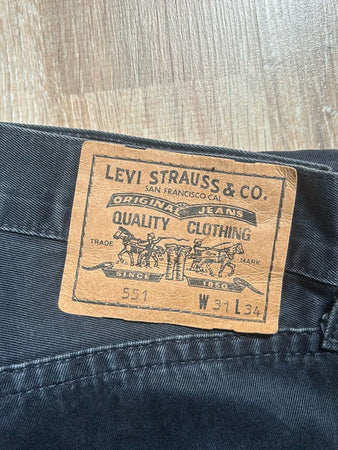 LEVI STRAUSS & CO.
SAN FRANCISCO CAL
ORIGINAL JEANS
QUALITY CLOTHING
TRADE MARK
SINCE 1850
551 W 31 L 34